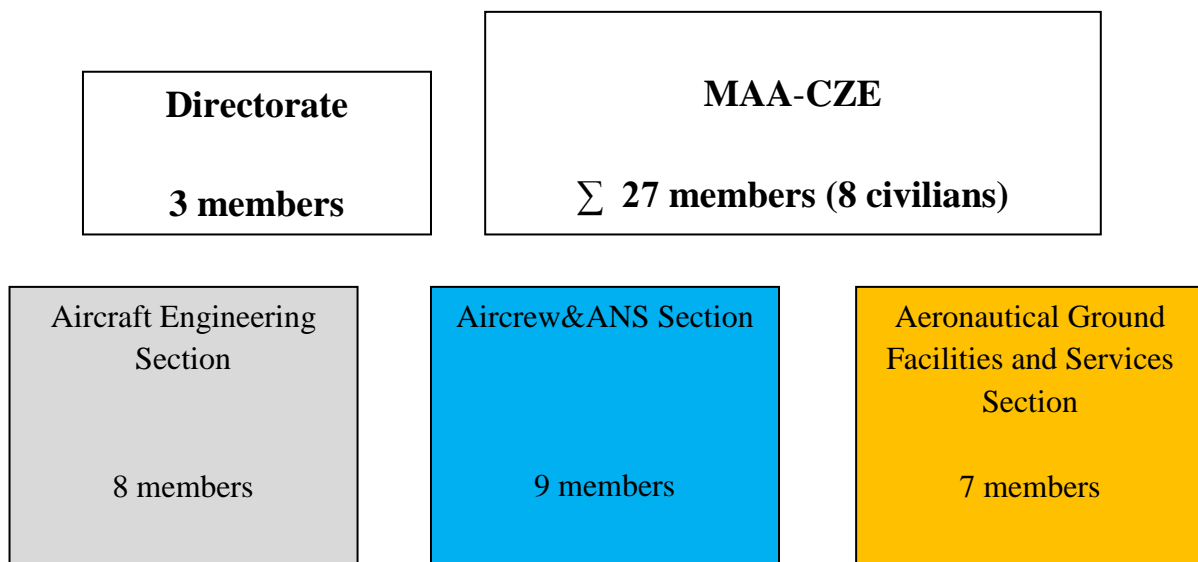 Directorate
3 members
MAA-CZE
∑ 27 members (8 civilians)
Aircraft Engineering
Section
8 members
Aircrew&ANS Section
9 members
Aeronautical Ground
Facilities and Services
Section
7 members